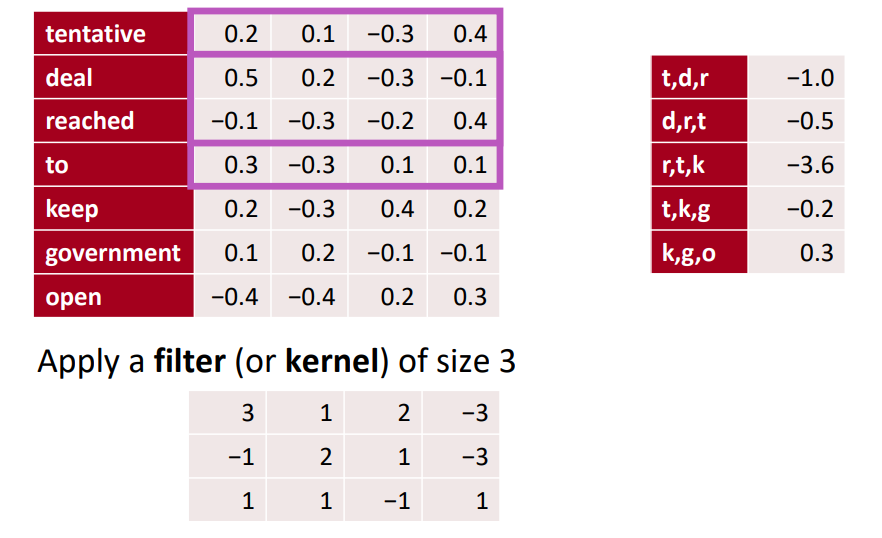 tentative 0.2 0.1 −0.3 0.4
deal 0.5 0.2 −0.3 −0.1
reached −0.1 −0.3 −0.2 0.4
to 0.3 −0.3 0.1 0.1
keep 0.2 −0.3 0.4 0.2
government 0.1 0.2 −0.1 −0.1
open −0.4 −0.4 0.2 0.3
t,d,r −1.0
d,r,t −0.5
r,t,k −3.6
t,k,g −0.2
k,g,o 0.3
Apply a filter (or kernel) of size 3
3 1 2 −3
−1 2 1 −3
1 1 −1 1